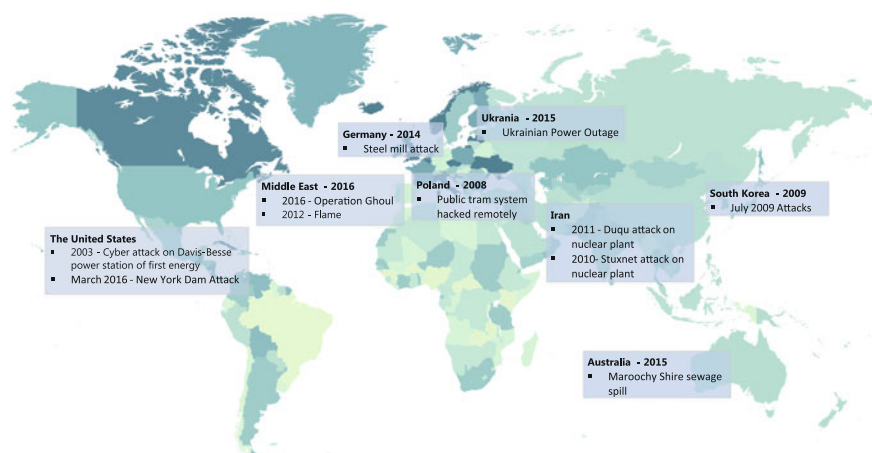 Ukrania - 2015
▪ Ukrainian Power Outage
Germany - 2014
▪ Steel mill attack
Middle East - 2016
▪ 2016 - Operation Ghoul
▪ 2012 - Flame
Poland - 2008
▪ Public tram system
hacked remotely
South Korea - 2009
▪ July 2009 Attacks
Iran
▪ 2011 - Duqu attack on
nuclear plant
▪ 2010- Stuxnet attack on
nuclear plant
The United States
▪ 2003 - Cyber attack on Davis-Besse
power station of first energy
▪ March 2016 - New York Dam Attack
Australia - 2015
▪ Maroochy Shire sewage
spill